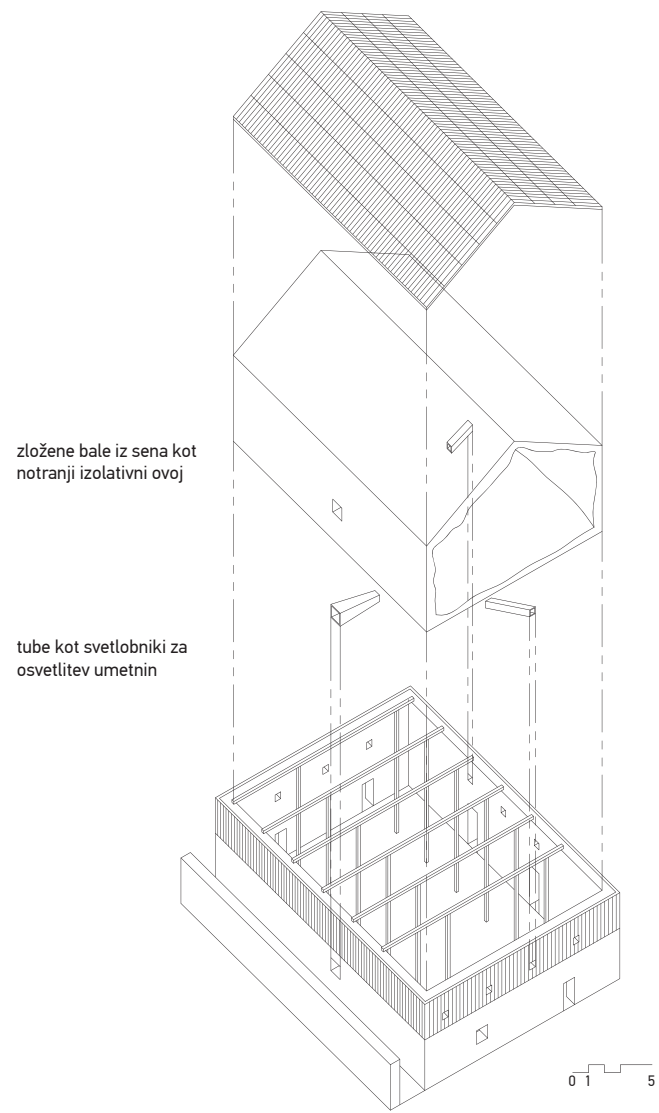 zložene bale iz sena kot
notranji izolativni ovoj
tube kot svetlobniki za
osvetlitev umetnin
0 1 5